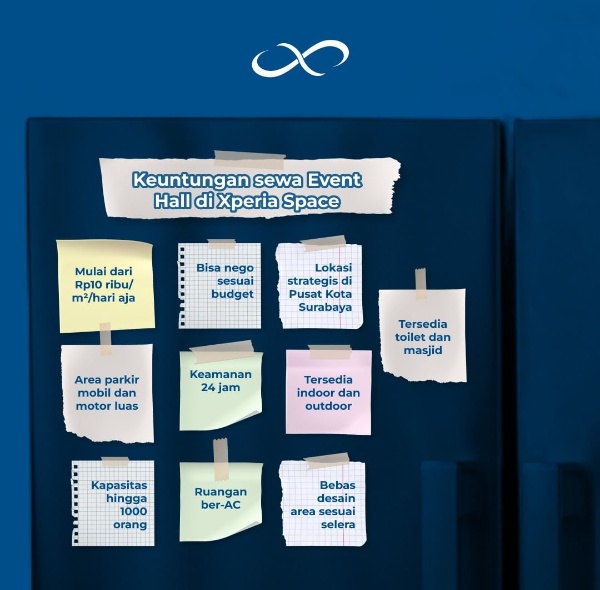 Keuntungan sewa Event
Hall di Xperia Space
Mulai dari
Rp10 ribu/
m²/hari aja
Bisa nego
sesuai
budget
Lokasi
strategis di
Pusat Kota
Surabaya
Tersedia
toilet dan
masjid
Area parkir
mobil dan
motor luas
Keamanan
24 jam
Tersedia
indoor dan
outdoor
Kapasitas
hingga
1000
orang
Ruangan
ber-AC
Bebas
desain
area sesuai
selera